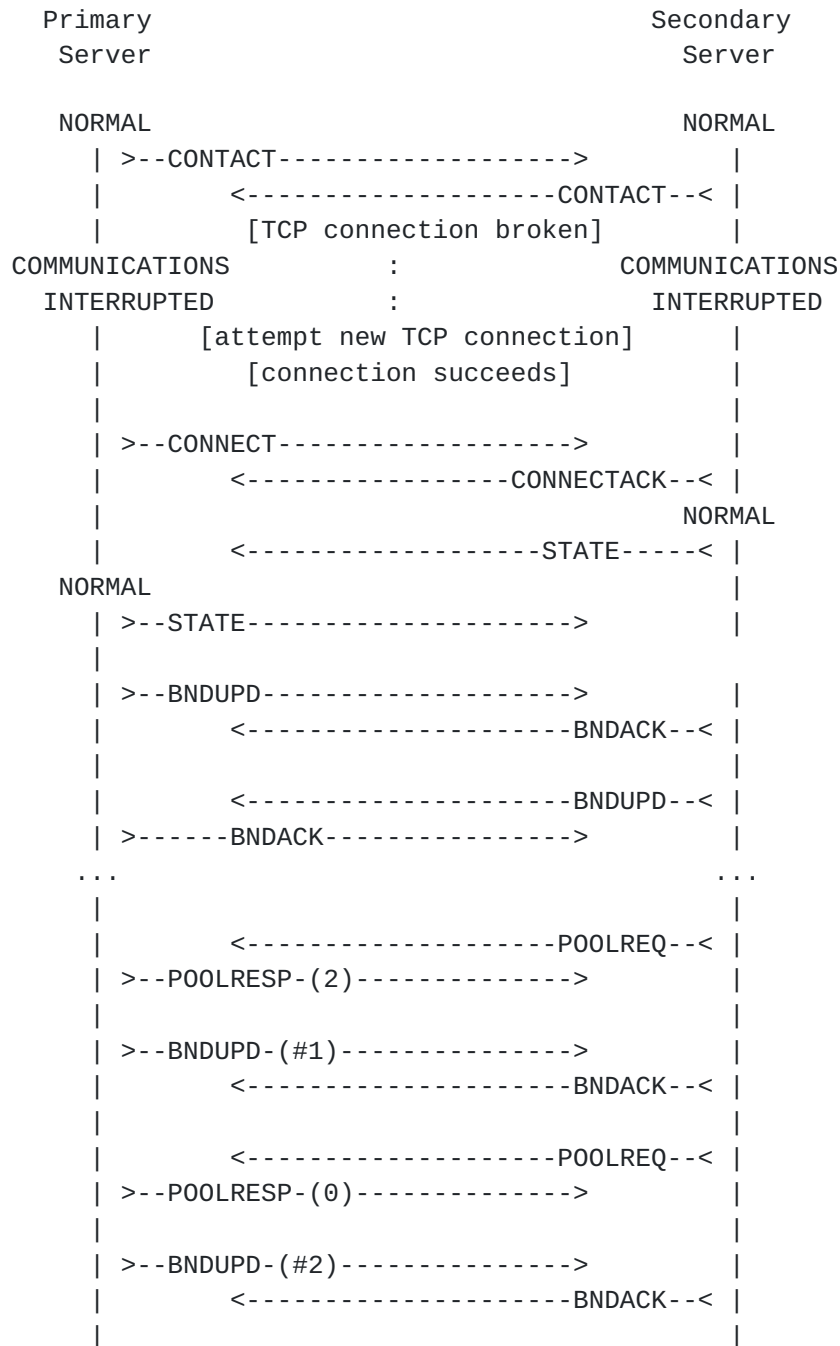 Primary                                Secondary
   Server                                  Server

   NORMAL                                  NORMAL
     | >--CONTACT------------------->         |
     |        <--------------------CONTACT--< |
     |         [TCP connection broken]        |
COMMUNICATIONS          :              COMMUNICATIONS
  INTERRUPTED           :                INTERRUPTED
     |      [attempt new TCP connection]      |
     |         [connection succeeds]          |
     |                                        |
     | >--CONNECT------------------->         |
     |        <-----------------CONNECTACK--< |
     |                                     NORMAL
     |        <-------------------STATE-----< |
   NORMAL                                     |
     | >--STATE--------------------->         |
     |
     | >--BNDUPD-------------------->         |
     |        <---------------------BNDACK--< |
     |                                        |
     |        <---------------------BNDUPD--< |
     | >------BNDACK---------------->         |
    ...                                      ...
     |                                        |
     |        <--------------------POOLREQ--< |
     | >--POOLRESP-(2)-------------->         |
     |                                        |
     | >--BNDUPD-(#1)--------------->         |
     |        <---------------------BNDACK--< |
     |                                        |
     |        <--------------------POOLREQ--< |
     | >--POOLRESP-(0)-------------->         |
     |                                        |
     | >--BNDUPD-(#2)--------------->         |
     |        <---------------------BNDACK--< |
     |                                        |